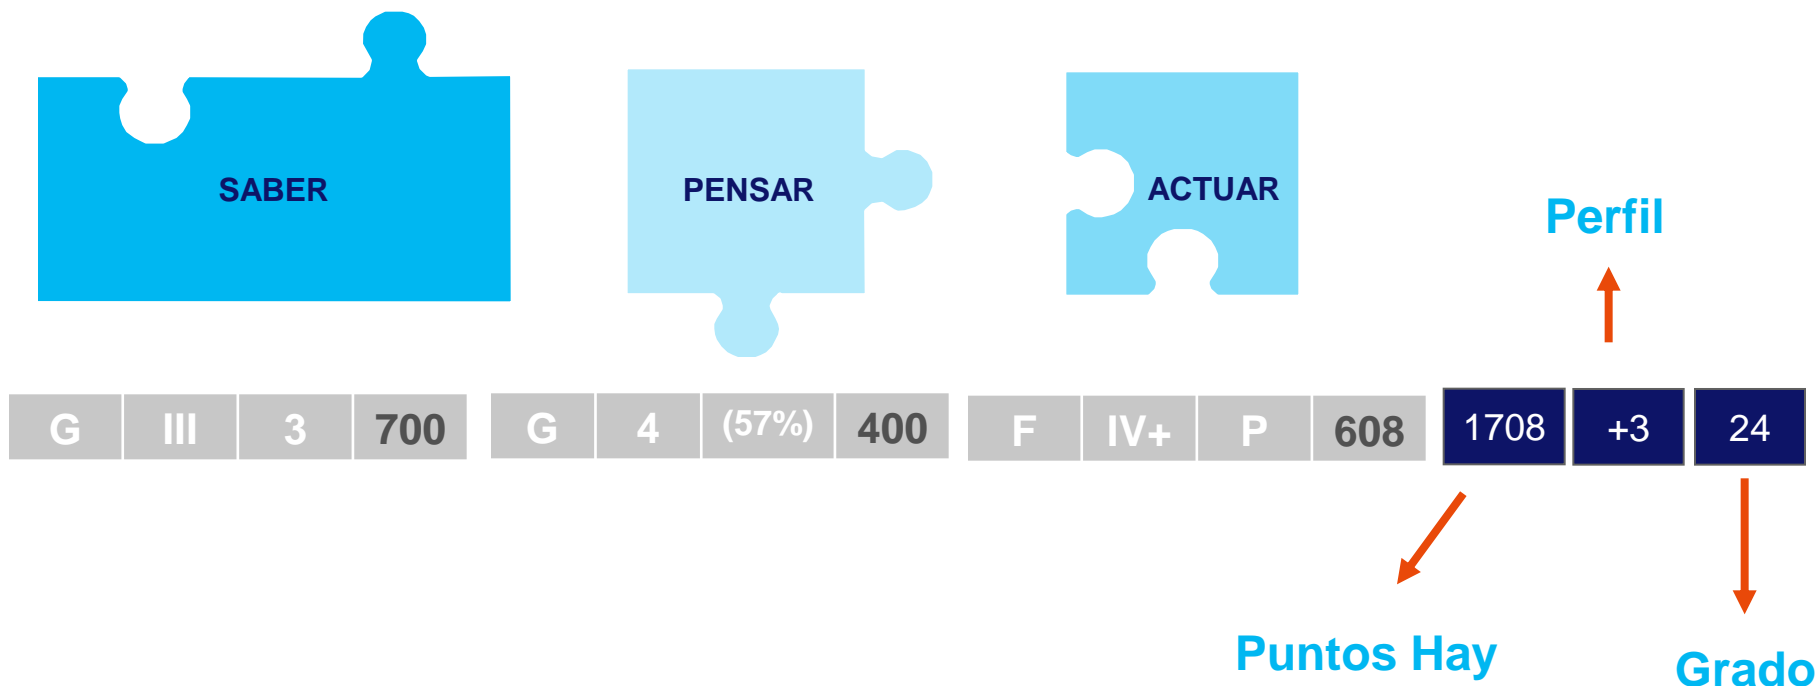 SABER
PENSAR
ACTUAR
Perfil
G III 3 700 G 4 (57%) 400 F IV+ P 608 1708 +3 24
Puntos Hay
Grado